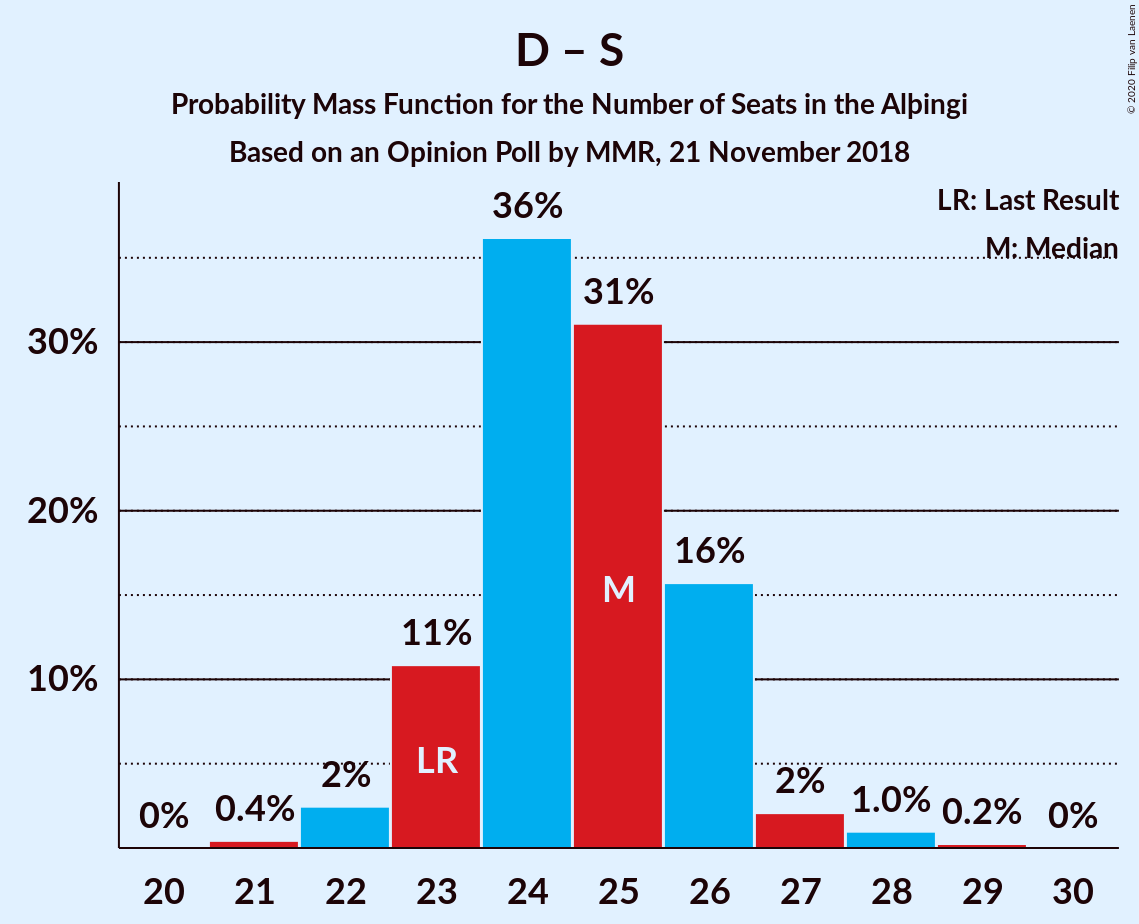 D – S
Probability Mass Function for the Number of Seats in the Alþingi
Based on an Opinion Poll by MMR, 21 November 2018
© 2020 Filip van Laenen
LR: Last Result
M: Median
36%
31%
30%
20%
16%
11%
10%
M
LR
0%
0.4%
2%
2%
1.0%
0.2%
0%
20 21 22 23 24 25 26 27 28 29 30